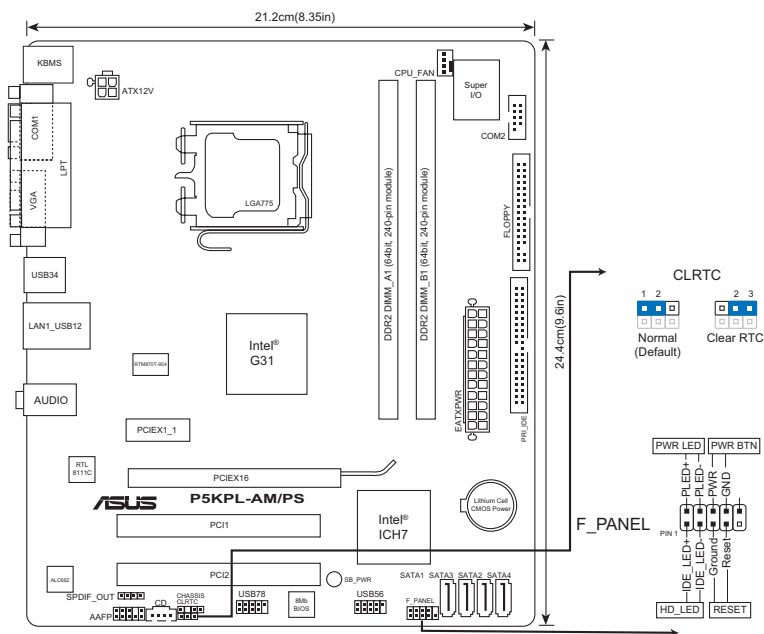 21.2cm(8.35in)
KBMS
ATX12V
CPU_FAN
Super
I/O
COM1
LPT
VGA
COM2
LGA775
DDR2 DIMM_A1 (64bit, 240-pin module)
DDR2 DIMM_B1 (64bit, 240-pin module)
FLOPPY
24.4cm(9.6in)
USB34
LAN1_USB12
AUDIO
Intel®
G31
RTM876T-954
EATXPWR
PRI_IDE
PCIEX1_1
RTL
8111C
PCIEX16
ASUS
P5KPL-AM/PS
Lithium Cell
CMOS Power
PCI1
Intel®
ICH7
PCI2
SB_PWR
ALC662
SPDIF_OUT
AAFP
CD
CHASSIS
CLRTC
USB78
8Mb
BIOS
USB56
F_PANEL
SATA1
SATA3
SATA2
SATA4
CLRTC
1 2
2 3
Normal
(Default)
Clear RTC
F_PANEL
PWR LED
PWR BTN
PLED+
PLED-
PWR
GND
PIN 1
IDE_LED+
IDE_LED-
Ground
Reset
HD_LED
RESET